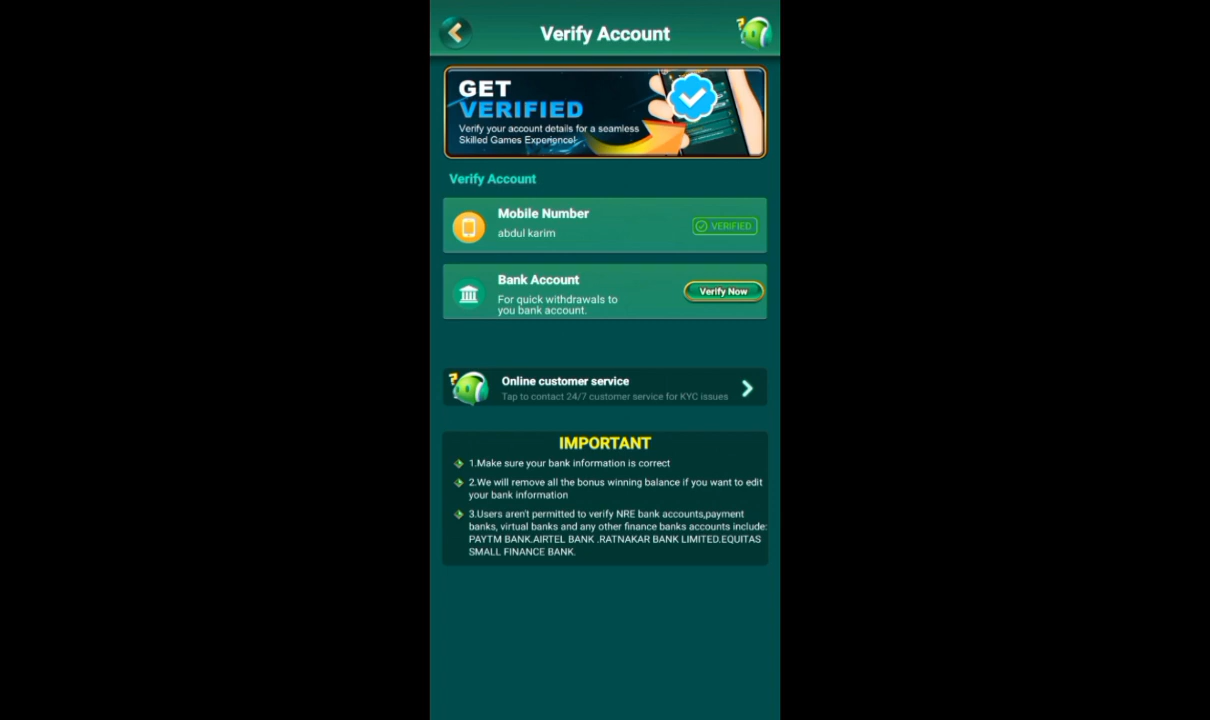 Verify Account
GET
VERIFIED
Verify your account details for a seamless
Skilled Games Experience!
Verify Account
Mobile Number
abdul karim
VERIFIED
Bank Account
For quick withdrawals to
you bank account.
Verify Now
Online customer service
Tap to contact 24/7 customer service for KYC issues
IMPORTANT
1.Make sure your bank information is correct
2.We will remove all the bonus winning balance if you want to edit
your bank information
3.Users aren't permitted to verify NRE bank accounts,payment
banks, virtual banks and any other finance banks accounts include:
PAYTM BANK.AIRTEL BANK .RATNAKAR BANK LIMITED.EQUITAS
SMALL FINANCE BANK.